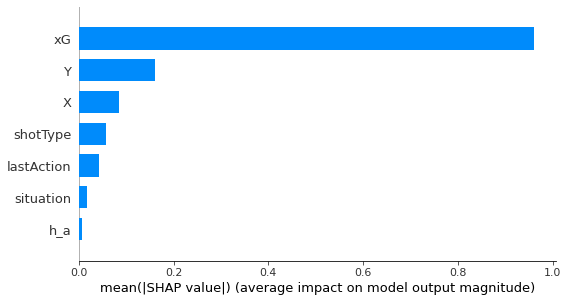 xG
Y
X
shotType
lastAction
situation
h_a
0.0 0.2 0.4 0.6 0.8 1.0
mean(|SHAP value|) (average impact on model output magnitude)